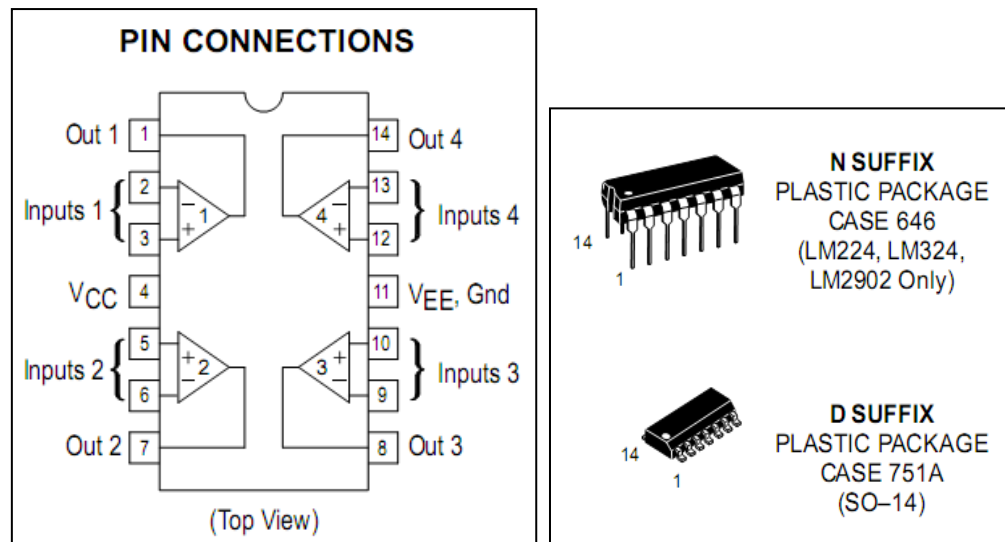 PIN CONNECTIONS
Out 1 1 14 Out 4
2 13
Inputs 1 { − 1 + 4 − + } Inputs 4
3 12
VCC 4 11 VEE, Gnd
5 10
Inputs 2 { + 2 − 3 + − } Inputs 3
6 9
Out 2 7 8 Out 3
(Top View)
N SUFFIX
PLASTIC PACKAGE
CASE 646
(LM224, LM324,
LM2902 Only)
14
1
D SUFFIX
PLASTIC PACKAGE
CASE 751A
(SO–14)
14
1